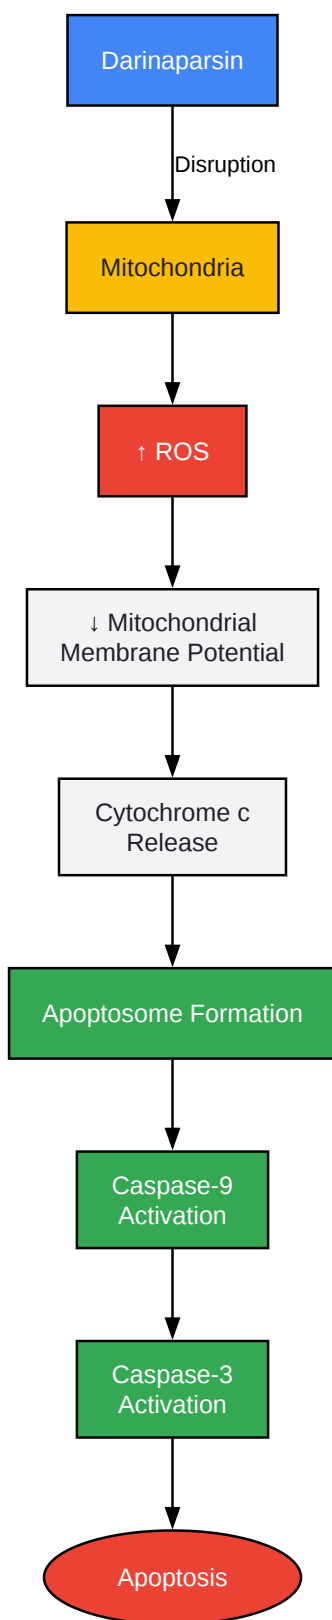 Darinaparsin
Disruption
Mitochondria
↑ ROS
↓ Mitochondrial
Membrane Potential
Cytochrome c
Release
Apoptosome Formation
Caspase-9
Activation
Caspase-3
Activation
Apoptosis